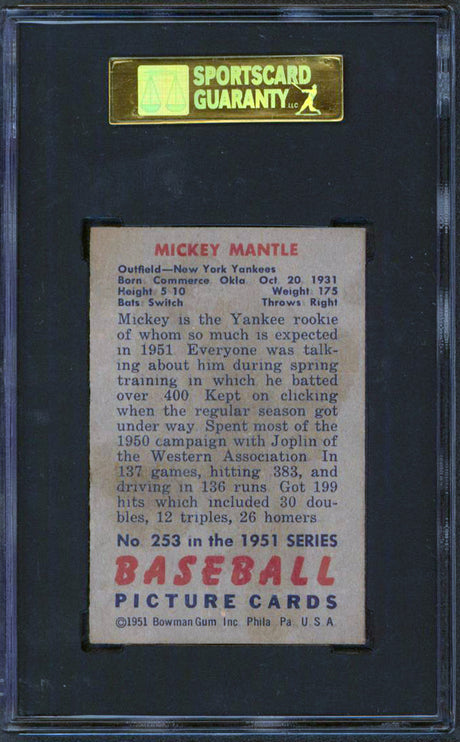 SPORTSCARD
GUARANTY LLC
MICKEY MANTLE
Outfield—New York Yankees
Born Commerce Okla Oct 20 1931
Height 5 10 Weight 175
Bats Switch Throws Right
Mickey is the Yankee rookie
of whom so much is expected
in 1951 Everyone was talk-
ing about him during spring
training in which he batted
over 400 Kept on clicking
when the regular season got
under way. Spent most of the
1950 campaign with Joplin of
the Western Association. In
137 games, hitting 383, and
driving in 136 runs. Got 199
hits which included 30 dou-
bles, 12 triples, 26 homers
No 253 in the 1951 SERIES
BASEBALL
PICTURE CARDS
©1951 Bowman Gum Inc Phila Pa U.S.A.